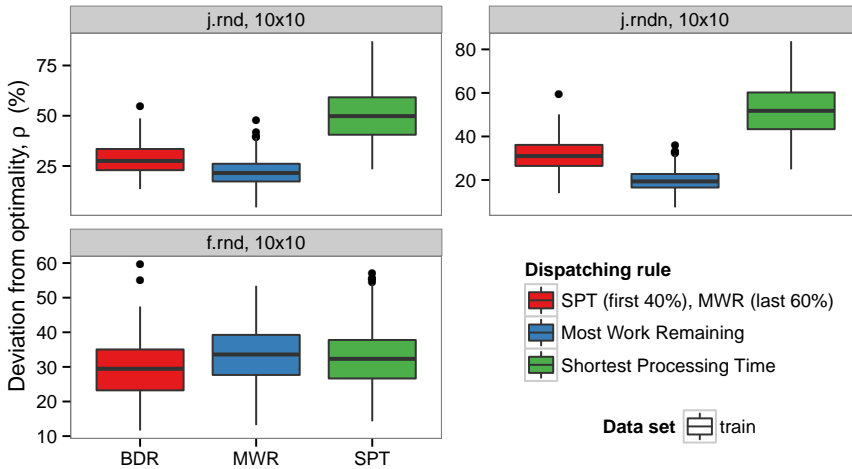 j.rnd, 10x10
j.rndn, 10x10
Deviation from optimality, ρ (%)
75
50
25
80
60
40
20
f.rnd, 10x10
60
50
40
30
20
10
BDR
MWR
SPT
Dispatching rule
SPT (first 40%), MWR (last 60%)
Most Work Remaining
Shortest Processing Time
Data set train